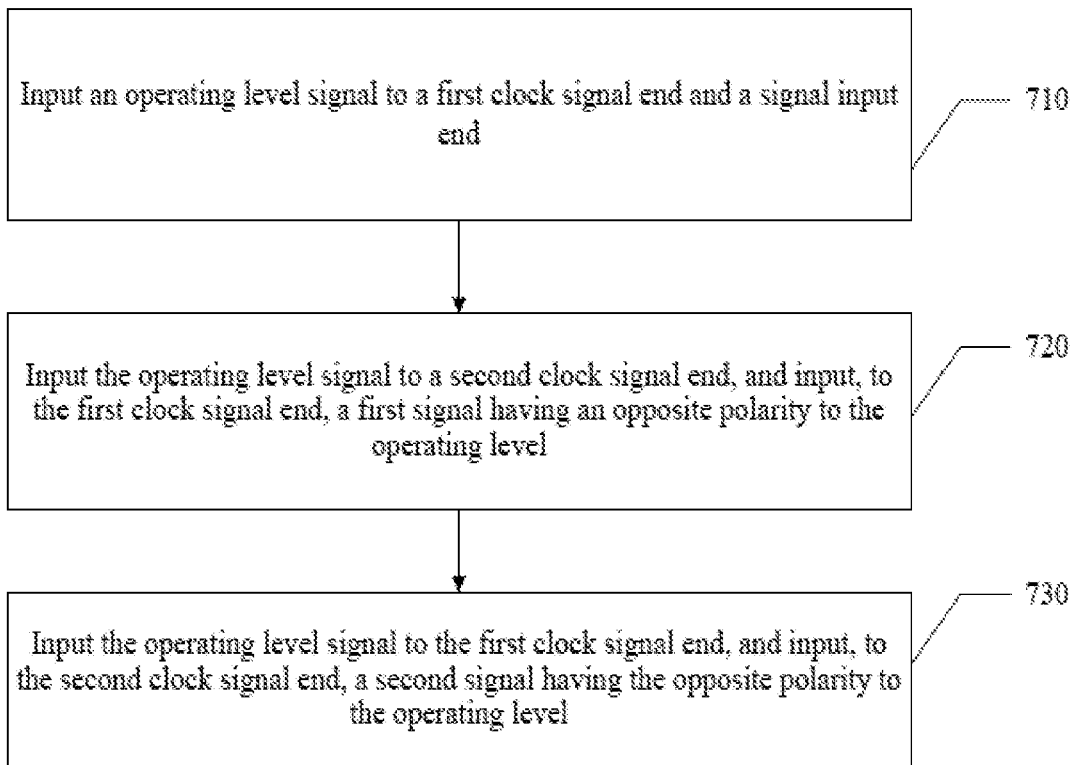 Input an operating level signal to a first clock signal end and a signal input
end
710
Input the operating level signal to a second clock signal end, and input, to
the first clock signal end, a first signal having an opposite polarity to the
operating level
720
Input the operating level signal to the first clock signal end, and input, to
the second clock signal end, a second signal having the opposite polarity to
the operating level
730